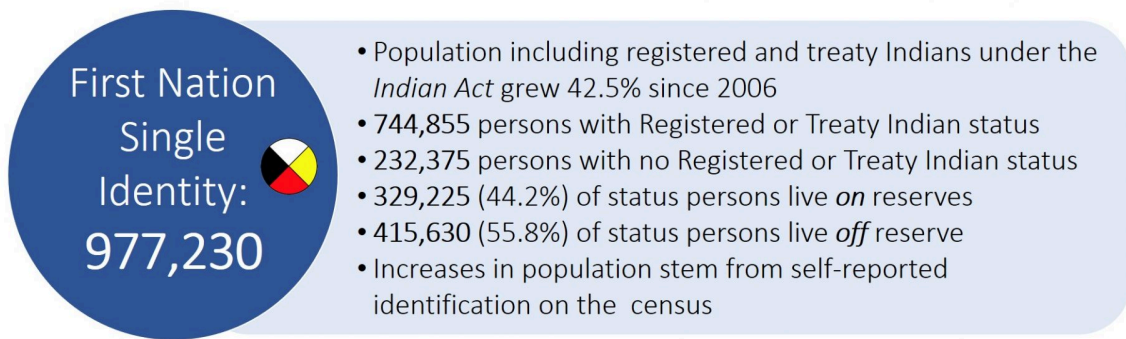 First Nation
Single
Identity:
977,230
• Population including registered and treaty Indians under the
Indian Act grew 42.5% since 2006
• 744,855 persons with Registered or Treaty Indian status
• 232,375 persons with no Registered or Treaty Indian status
• 329,225 (44.2%) of status persons live on reserves
• 415,630 (55.8%) of status persons live off reserve
• Increases in population stem from self-reported
identification on the census